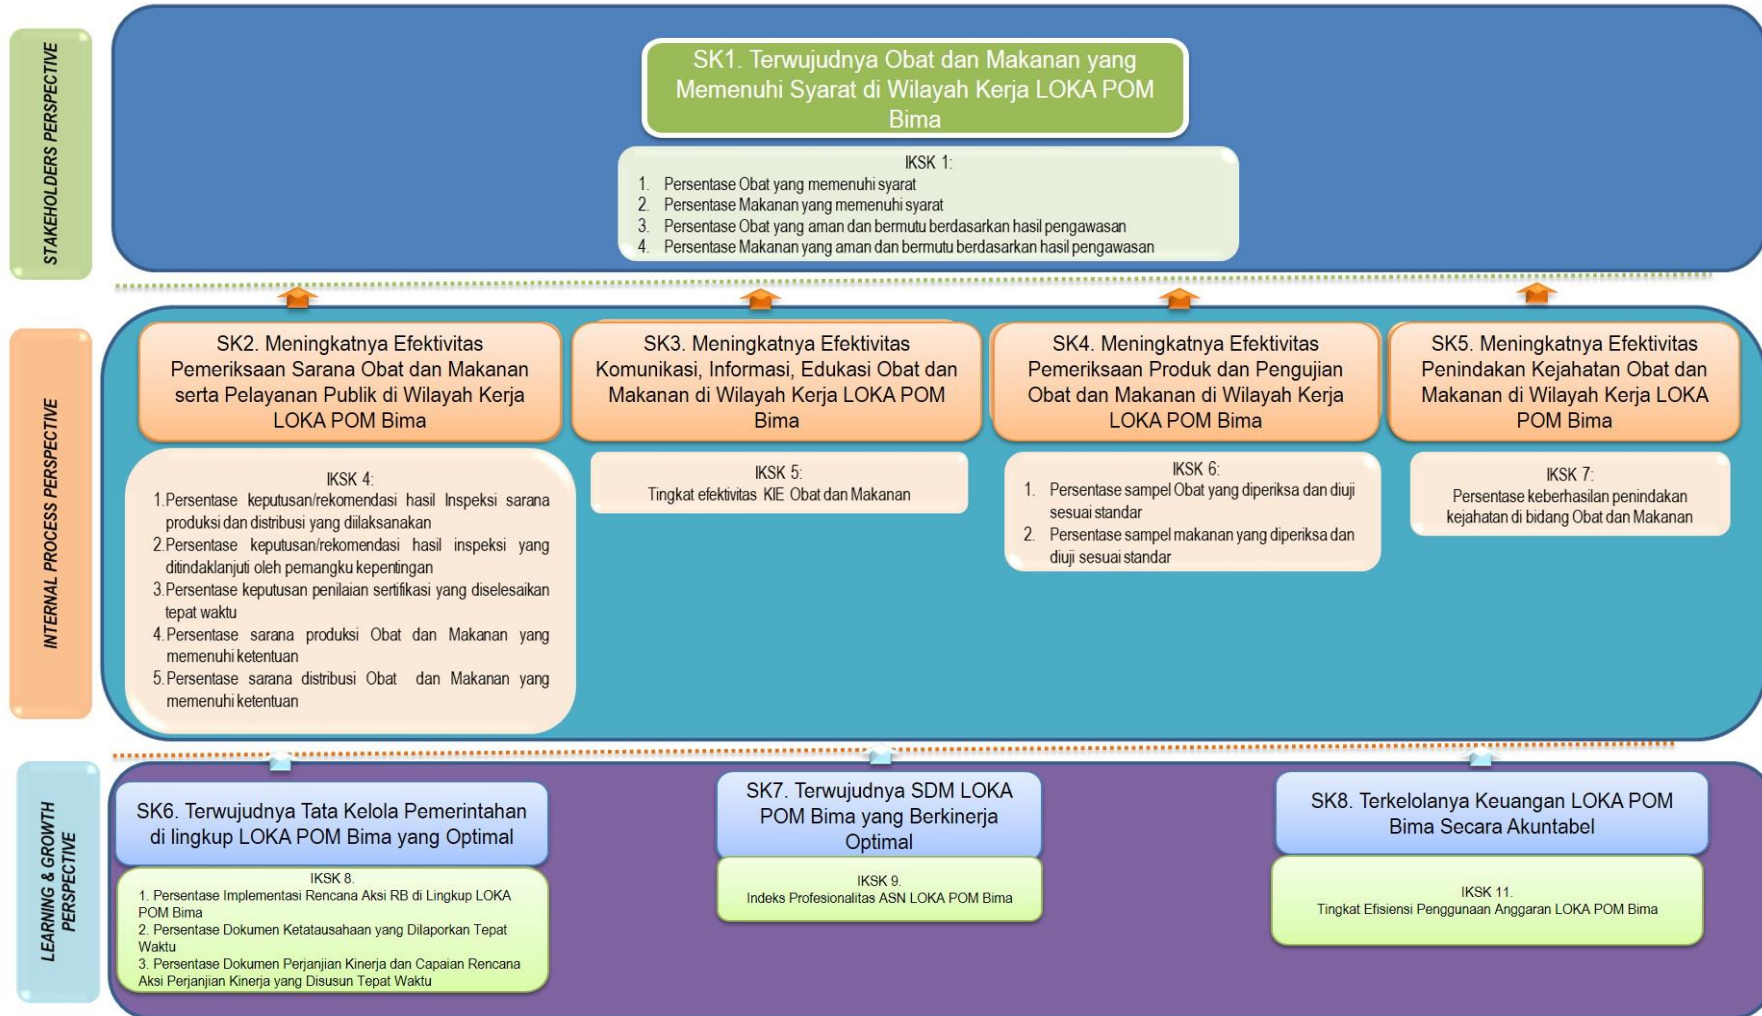 STAKEHOLDERS PERSPECTIVE
SK1. Terwujudnya Obat dan Makanan yang
Memenuhi Syarat di Wilayah Kerja LOKA POM
Bima
IKSK 1:
1. Persentase Obat yang memenuhi syarat
2. Persentase Makanan yang memenuhi syarat
3. Persentase Obat yang aman dan bermutu berdasarkan hasil pengawasan
4. Persentase Makanan yang aman dan bermutu berdasarkan hasil pengawasan
INTERNAL PROCESS PERSPECTIVE
SK2. Meningkatnya Efektivitas
Pemeriksaan Sarana Obat dan Makanan
serta Pelayanan Publik di Wilayah Kerja
LOKA POM Bima
IKSK 4:
1.Persentase keputusan/rekomendasi hasil Inspeksi sarana
produksi dan distribusi yang diilaksanakan
2.Persentase keputusan/rekomendasi hasil inspeksi yang
ditindaklanjuti oleh pemangku kepentingan
3.Persentase keputusan penilaian sertifikasi yang diselesaikan
tepat waktu
4.Persentase sarana produksi Obat dan Makanan yang
memenuhi ketentuan
5.Persentase sarana distribusi Obat dan Makanan yang
memenuhi ketentuan
SK3. Meningkatnya Efektivitas
Komunikasi, Informasi, Edukasi Obat dan
Makanan di Wilayah Kerja LOKA POM
Bima
IKSK 5:
Tingkat efektivitas KIE Obat dan Makanan
SK4. Meningkatnya Efektivitas
Pemeriksaan Produk dan Pengujian
Obat dan Makanan di Wilayah Kerja
LOKA POM Bima
IKSK 6:
1. Persentase sampel Obat yang diperiksa dan diuji
sesuai standar
2. Persentase sampel makanan yang diperiksa dan
diuji sesuai standar
SK5. Meningkatnya Efektivitas
Penindakan Kejahatan Obat dan
Makanan di Wilayah Kerja LOKA
POM Bima
IKSK 7:
Persentase keberhasilan penindakan
kejahatan di bidang Obat dan Makanan
LEARNING & GROWTH
PERSPECTIVE
SK6. Terwujudnya Tata Kelola Pemerintahan
di lingkup LOKA POM Bima yang Optimal
IKSK 8.
1. Persentase Implementasi Rencana Aksi RB di Lingkup LOKA
POM Bima
2. Persentase Dokumen Ketatausahaan yang Dilaporkan Tepat
Waktu
3. Persentase Dokumen Perjanjian Kinerja dan Capaian Rencana
Aksi Perjanjian Kinerja yang Disusun Tepat Waktu
SK7. Terwujudnya SDM LOKA
POM Bima yang Berkinerja
Optimal
IKSK 9.
Indeks Profesionalitas ASN LOKA POM Bima
SK8. Terkelolanya Keuangan LOKA POM
Bima Secara Akuntabel
IKSK 11.
Tingkat Efisiensi Penggunaan Anggaran LOKA POM Bima